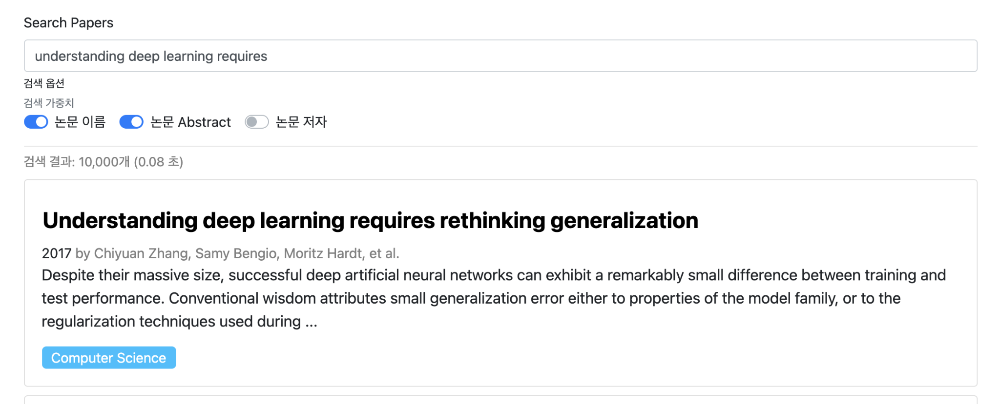 Search Papers
understanding deep learning requires
검색 옵션
검색 가중치
논문 이름 논문 Abstract 논문 저자
검색 결과: 10,000개 (0.08 초)
Understanding deep learning requires rethinking generalization
2017 by Chiyuan Zhang, Samy Bengio, Moritz Hardt, et al.
Despite their massive size, successful deep artificial neural networks can exhibit a remarkably small difference between training and
test performance. Conventional wisdom attributes small generalization error either to properties of the model family, or to the
regularization techniques used during ...
Computer Science